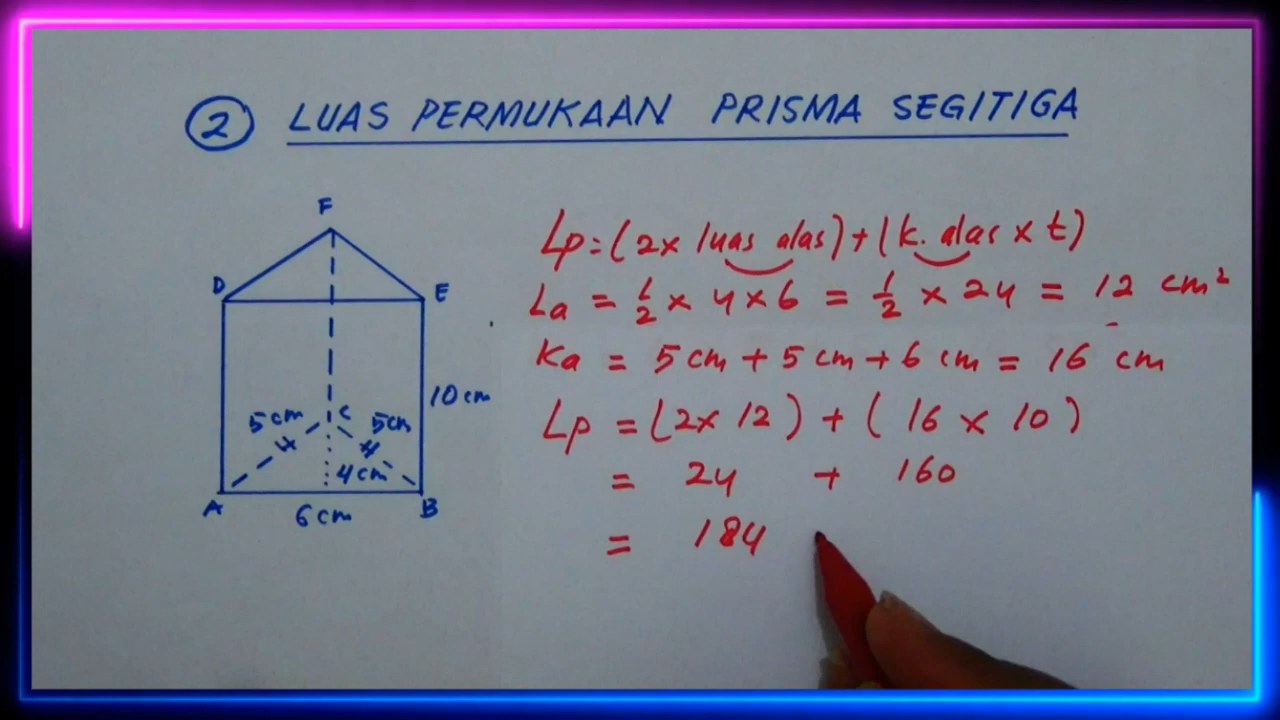 2 LUAS PERMUKAAN PRISMA SEGITIGA
F
D
E
10 cm
5 cm
C
5 cm
4 cm
A
B
6 cm
Lp = (2x luas alas) + (k. alas x t)
La = 1/2 x 4 x 6 = 1/2 x 24 = 12 cm²
Ka = 5 cm + 5 cm + 6 cm = 16 cm
Lp = (2x 12) + (16 x 10)
= 24 + 160
= 184